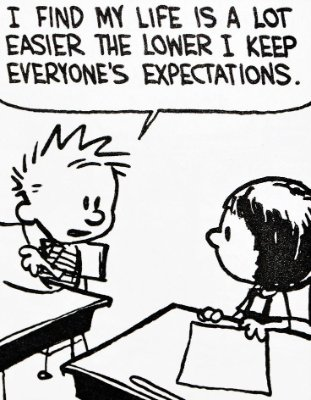 I FIND MY LIFE IS A LOT
EASIER THE LOWER I KEEP
EVERYONE'S EXPECTATIONS.